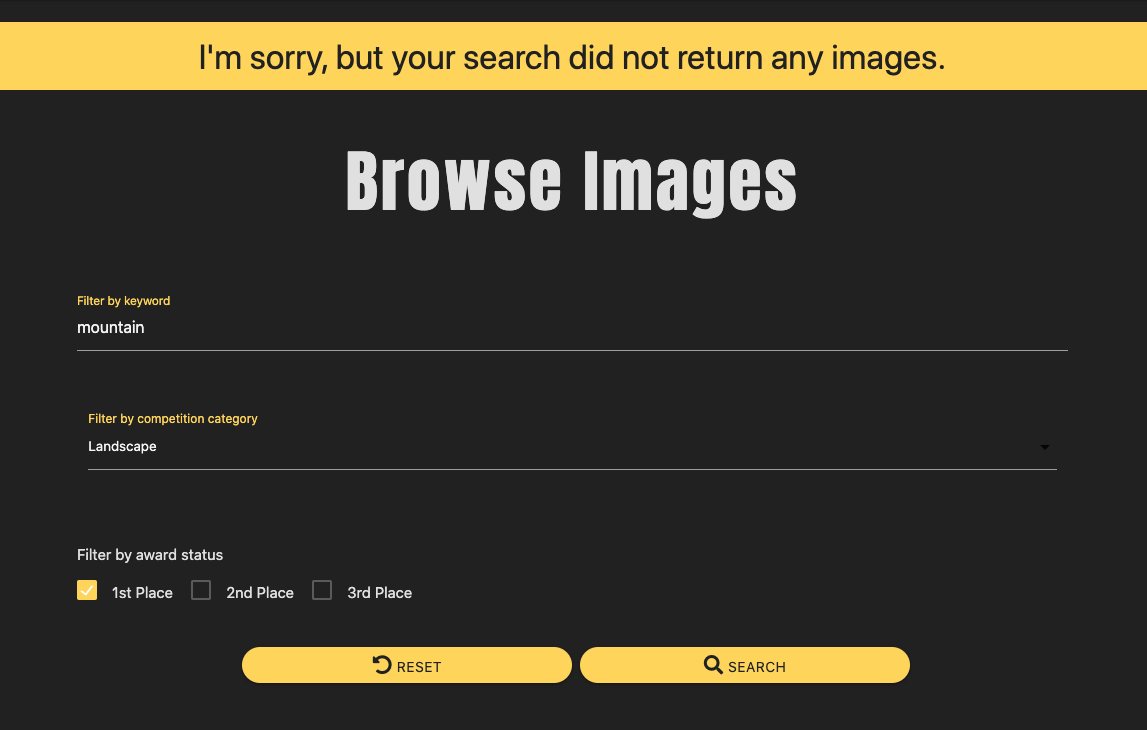 I'm sorry, but your search did not return any images.
Browse Images
Filter by keyword
mountain
Filter by competition category
Landscape
Filter by award status
1st Place 2nd Place 3rd Place
RESET SEARCH